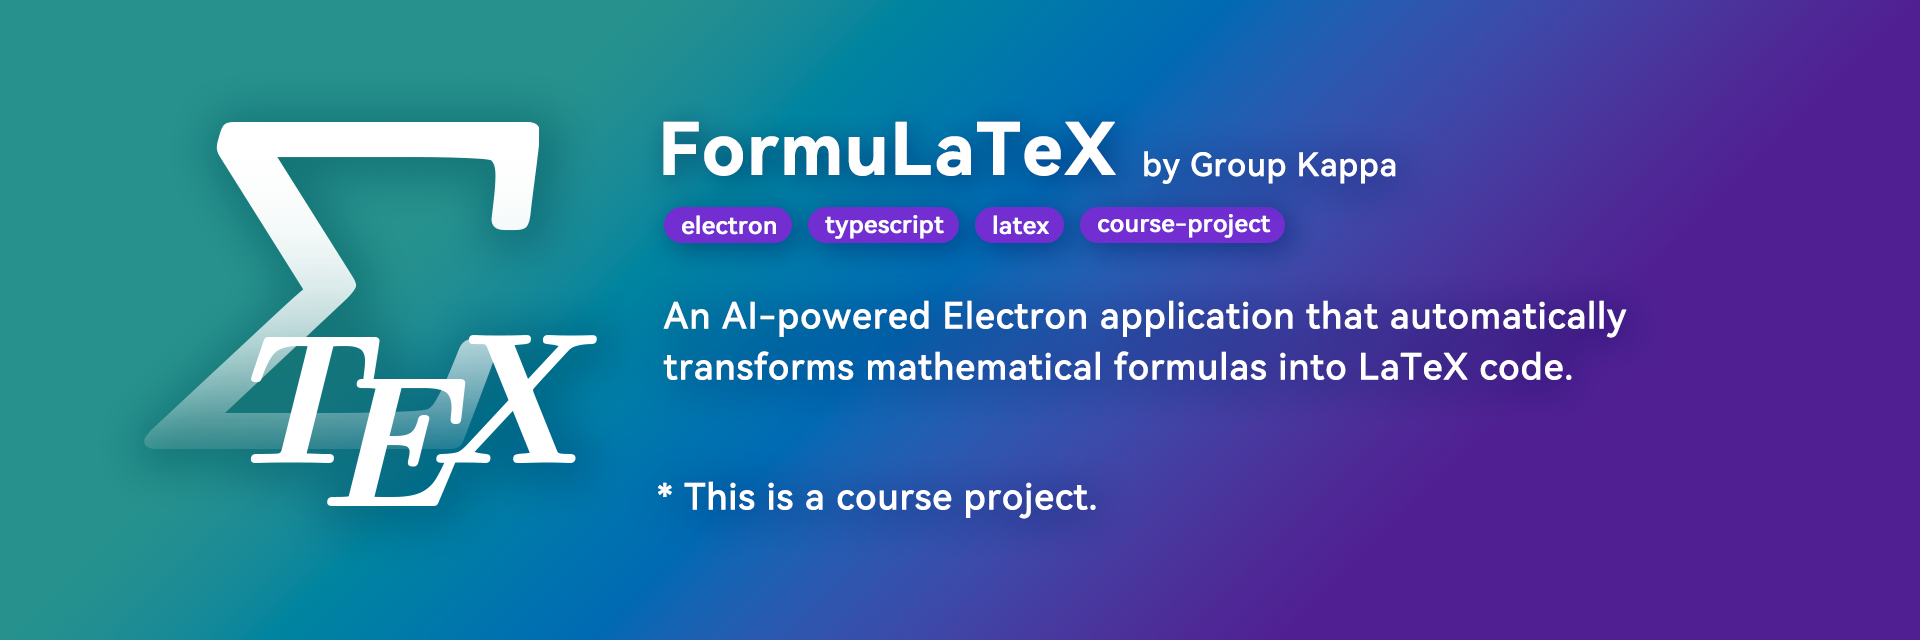 ΣTEX
FormuLaTeX by Group Kappa
electron typescript latex course-project
An AI-powered Electron application that automatically
transforms mathematical formulas into LaTeX code.
* This is a course project.